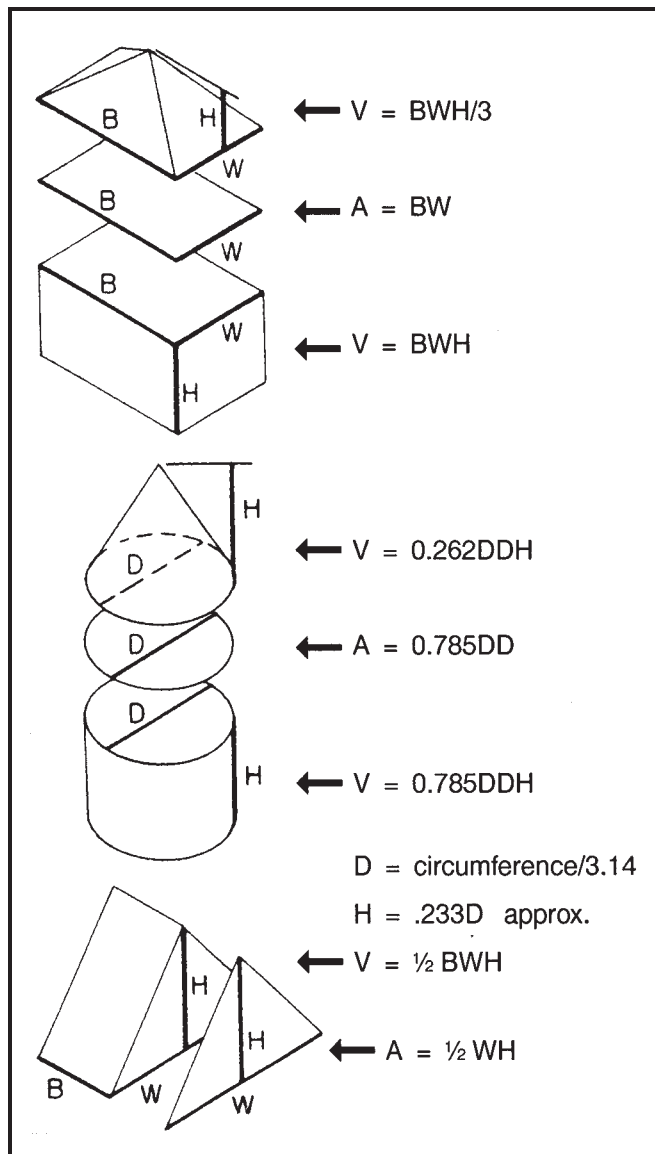 B H W V = BWH/3
B W A = BW
B W H V = BWH
H D V = 0.262DDH
D A = 0.785DD
D H V = 0.785DDH
D = circumference/3.14
H = .233D approx.
H V = ½ BWH
B W H W A = ½ WH